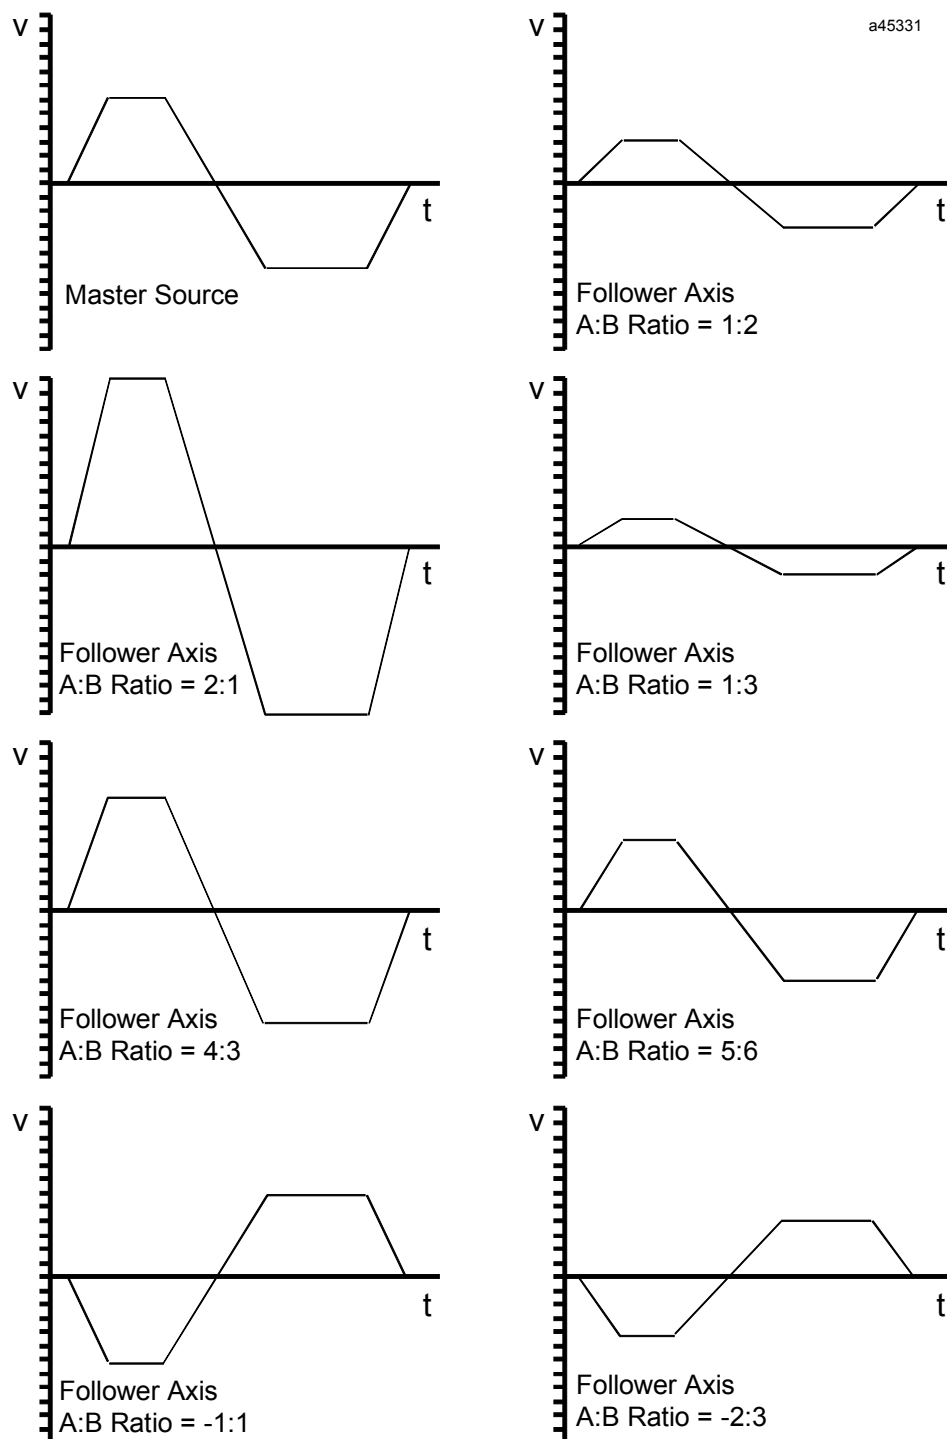 v
t
Master Source
v
a45331
t
Follower Axis
A:B Ratio = 1:2
v
t
Follower Axis
A:B Ratio = 2:1
v
t
Follower Axis
A:B Ratio = 1:3
v
t
Follower Axis
A:B Ratio = 4:3
v
t
Follower Axis
A:B Ratio = 5:6
v
t
Follower Axis
A:B Ratio = -1:1
v
t
Follower Axis
A:B Ratio = -2:3